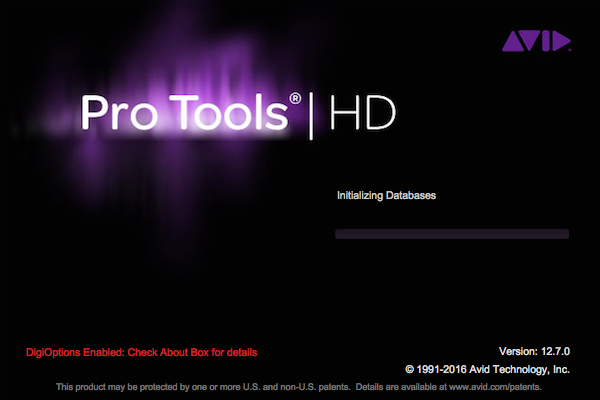 AVID
Pro Tools® | HD
Initializing Databases
DigiOptions Enabled: Check About Box for details
Version: 12.7.0
© 1991-2016 Avid Technology, Inc.
This product may be protected by one or more U.S. and non-U.S. patents. Details are available at www.avid.com/patents.